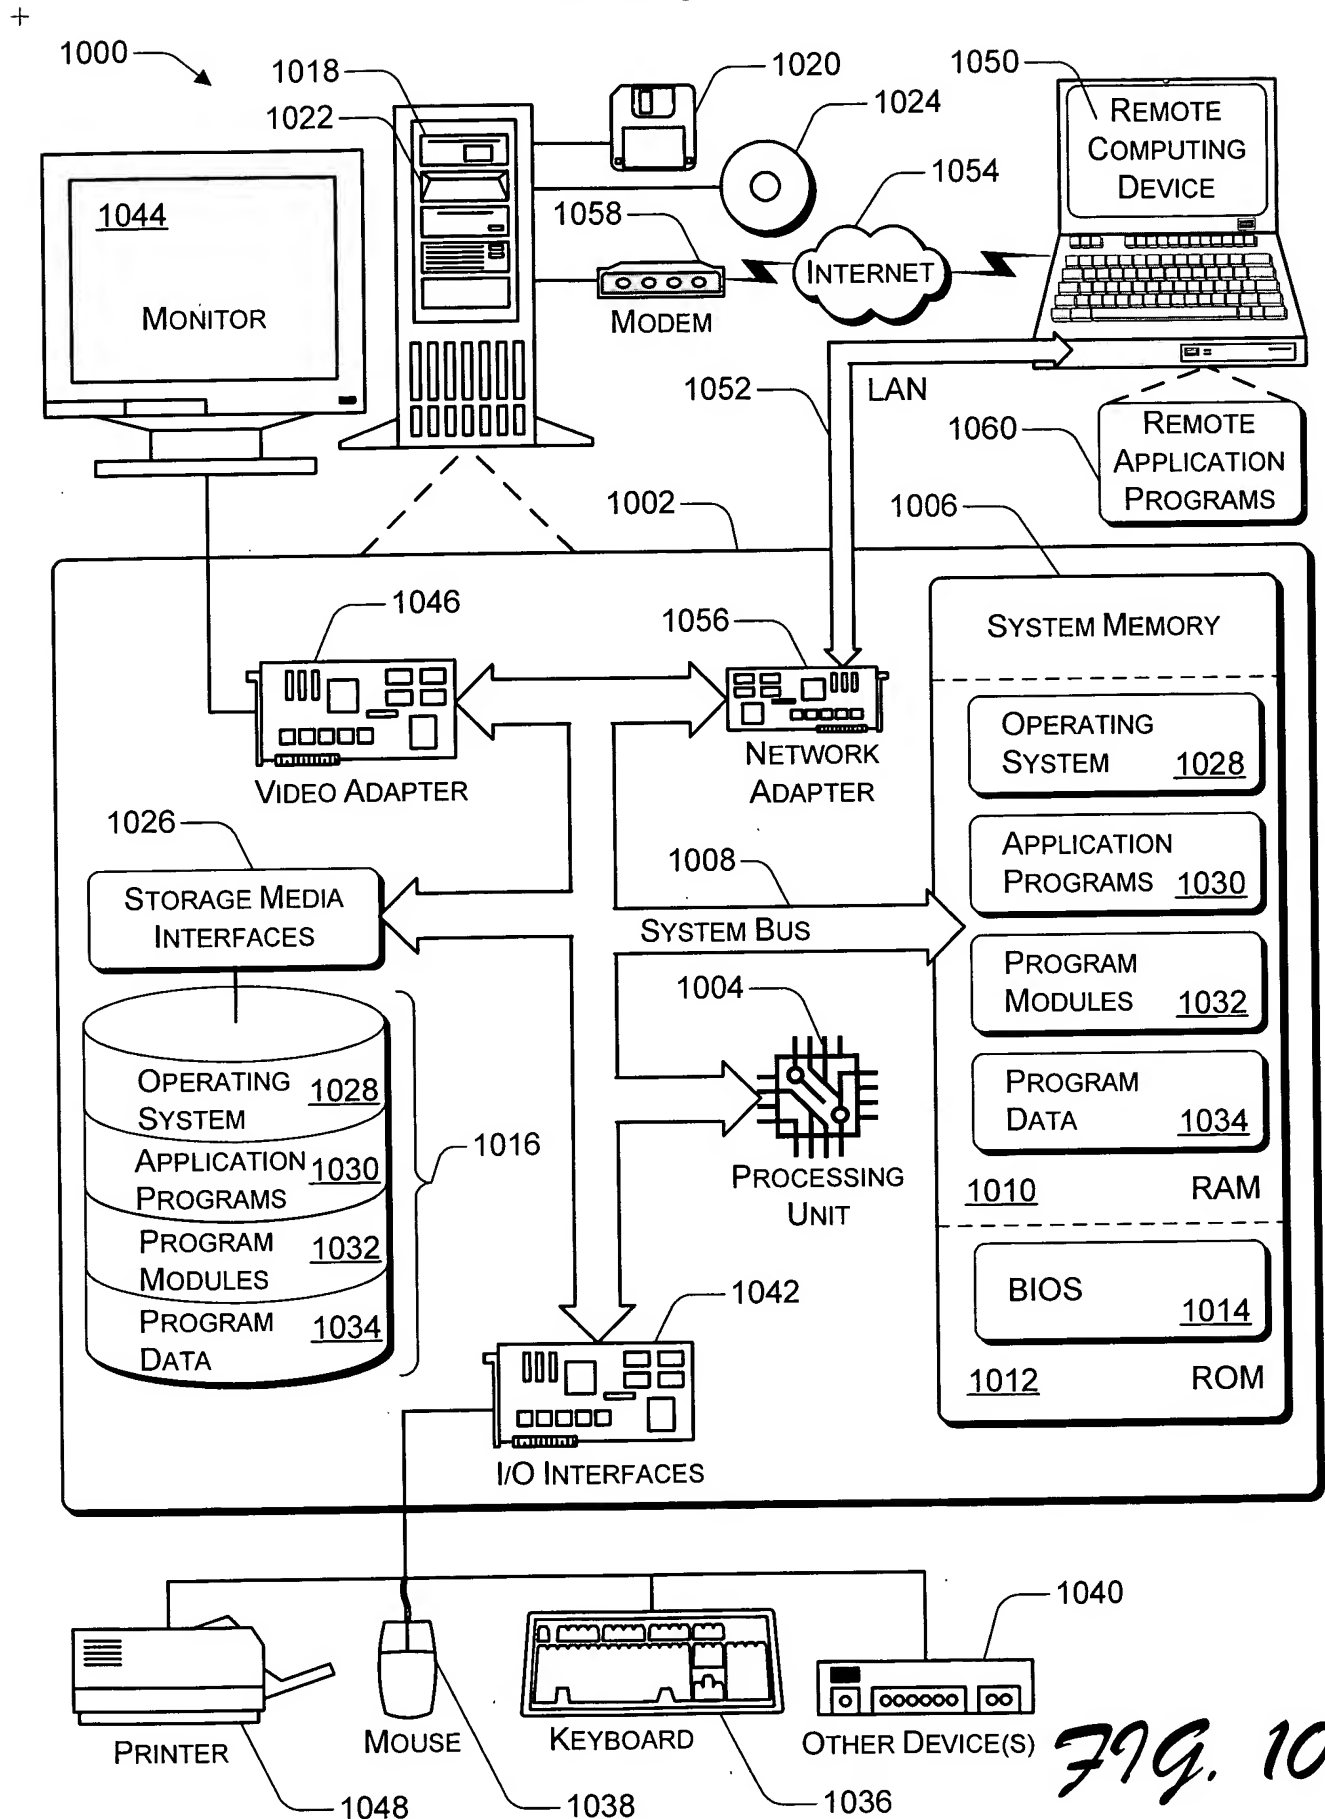 +
1000
1018
1022
1020
1024
1050
REMOTE
COMPUTING
DEVICE
1044
MONITOR
1058
MODEM
1054
INTERNET
1052
LAN
1060
REMOTE
APPLICATION
PROGRAMS
1002
1006
1046
VIDEO ADAPTER
1056
NETWORK
ADAPTER
SYSTEM MEMORY
OPERATING
SYSTEM 1028
APPLICATION
PROGRAMS 1030
PROGRAM
MODULES 1032
PROGRAM
DATA 1034
1010 RAM
BIOS
1014
1012 ROM
1026
STORAGE MEDIA
INTERFACES
1008
SYSTEM BUS
1004
PROCESSING
UNIT
OPERATING
SYSTEM 1028
APPLICATION
PROGRAMS 1030
PROGRAM
MODULES 1032
PROGRAM
DATA 1034
1016
1042
I/O INTERFACES
PRINTER
1048
MOUSE
1038
KEYBOARD
1036
1040
OTHER DEVICE(S)
FIG. 10